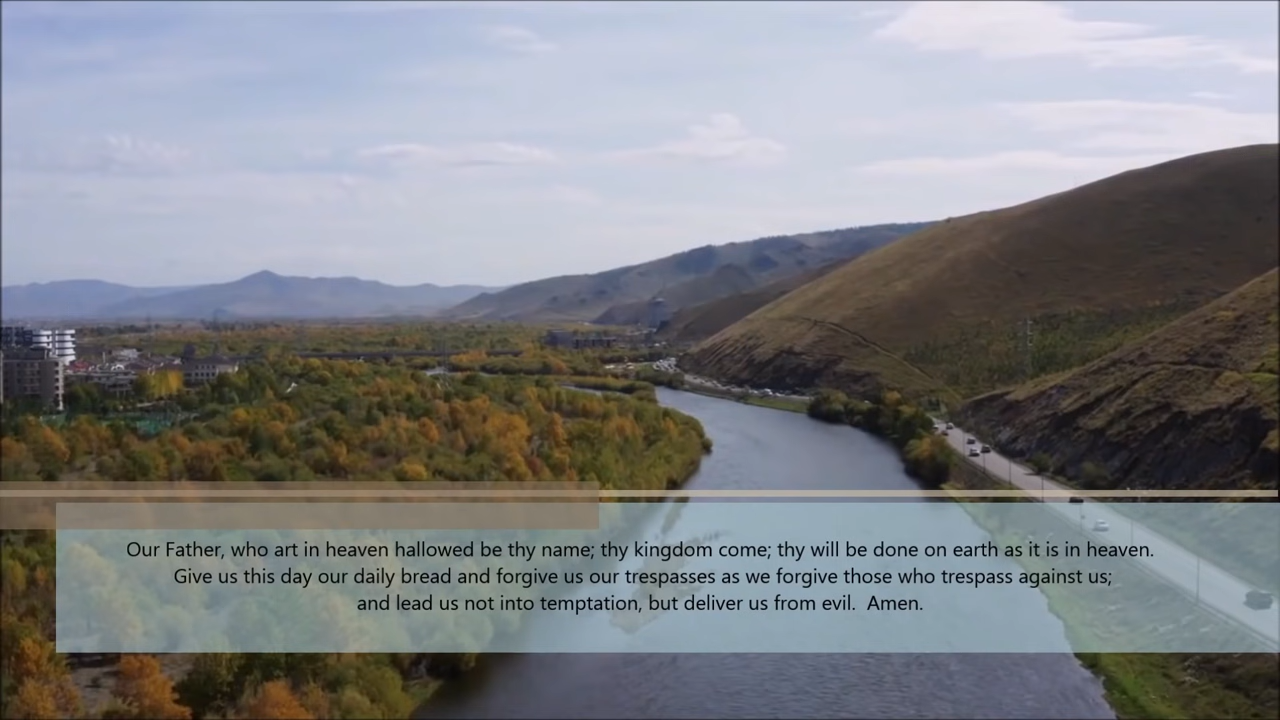 Our Father, who art in heaven hallowed be thy name; thy kingdom come; thy will be done on earth as it is in heaven.
Give us this day our daily bread and forgive us our trespasses as we forgive those who trespass against us;
and lead us not into temptation, but deliver us from evil.  Amen.